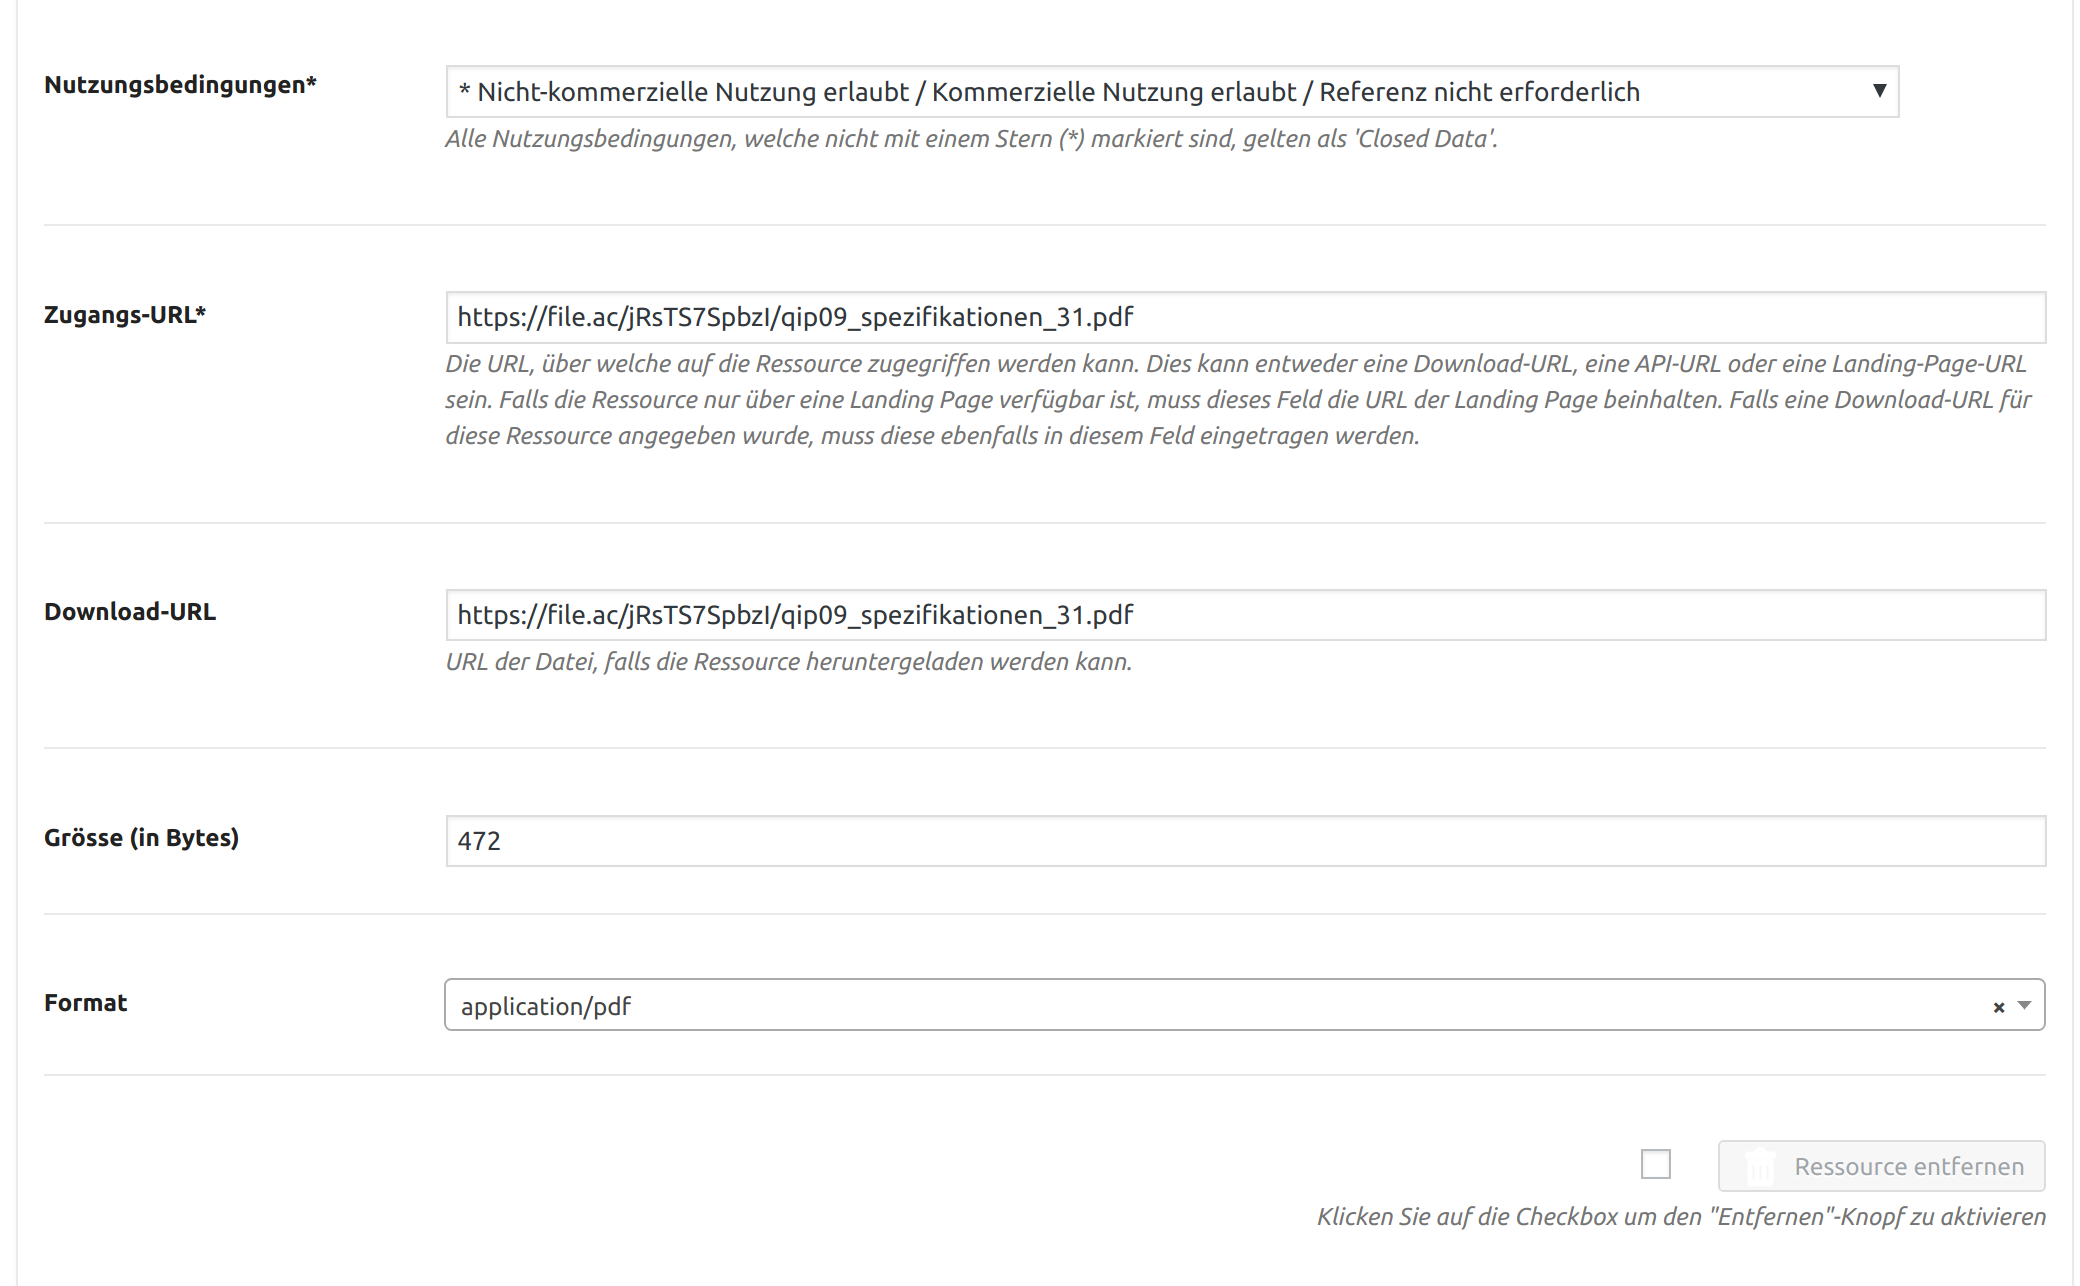 Nutzungsbedingungen*
* Nicht-kommerzielle Nutzung erlaubt / Kommerzielle Nutzung erlaubt / Referenz nicht erforderlich
Alle Nutzungsbedingungen, welche nicht mit einem Stern (*) markiert sind, gelten als 'Closed Data'.
Zugangs-URL*
https://file.ac/jRsTS7SpbzI/qip09_spezifikationen_31.pdf
Die URL, über welche auf die Ressource zugegriffen werden kann. Dies kann entweder eine Download-URL, eine API-URL oder eine Landing-Page-URL
sein. Falls die Ressource nur über eine Landing Page verfügbar ist, muss dieses Feld die URL der Landing Page beinhalten. Falls eine Download-URL für
diese Ressource angegeben wurde, muss diese ebenfalls in diesem Feld eingetragen werden.
Download-URL
https://file.ac/jRsTS7SpbzI/qip09_spezifikationen_31.pdf
URL der Datei, falls die Ressource heruntergeladen werden kann.
Grösse (in Bytes)
472
Format
application/pdf
Ressource entfernen
Klicken Sie auf die Checkbox um den "Entfernen"-Knopf zu aktivieren